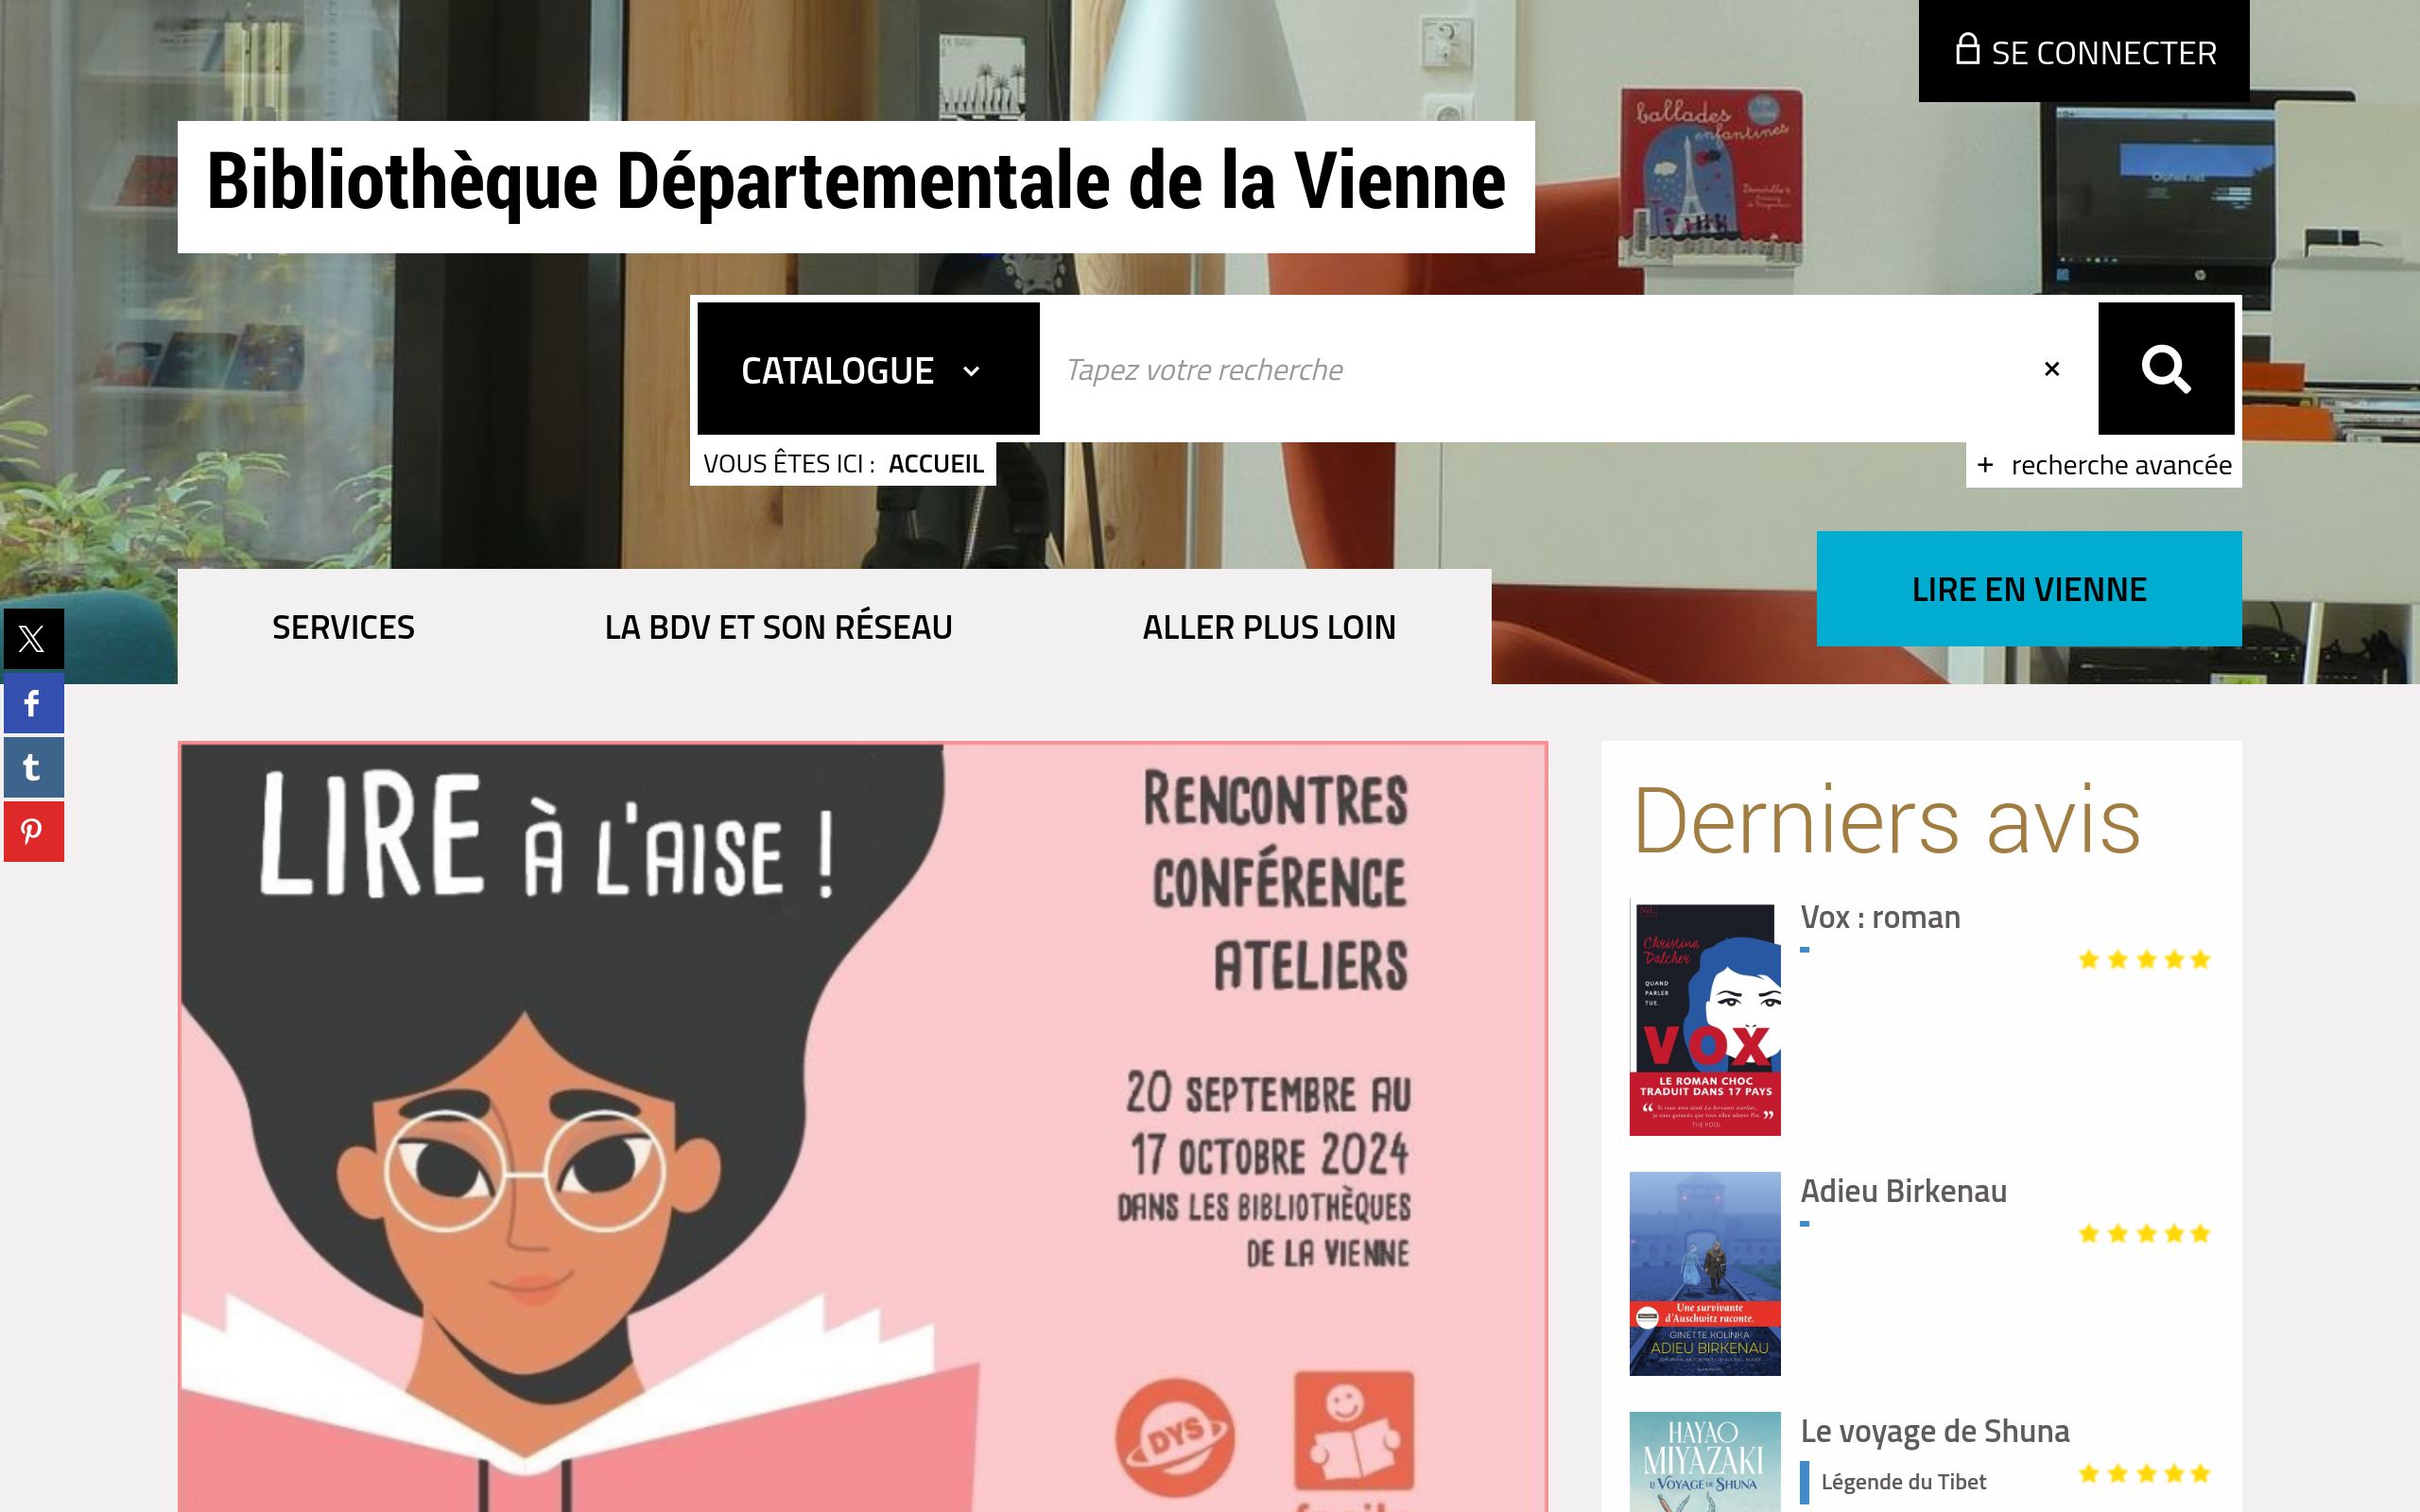 SE CONNECTER
ballades
enfantines
Bibliothèque Départementale de la Vienne
CATALOGUE
Tapez votre recherche
VOUS ÊTES ICI : ACCUEIL
+ recherche avancée
LIRE EN VIENNE
SERVICES
LA BDV ET SON RÉSEAU
ALLER PLUS LOIN
LIRE À L'AISE !
RENCONTRES
CONFÉRENCE
ATELIERS
20 SEPTEMBRE AU
17 OCTOBRE 2024
DANS LES BIBLIOTHÈQUES
DE LA VIENNE
DYS
Derniers avis
Christina
Dalcher
QUAND
PARLER
TUE.
VOX
LE ROMAN CHOC
TRADUIT DANS 17 PAYS
THE POOL
Vox : roman
Une survivante
d'Auschwitz raconte.
GINETTE KOLINKA
ADIEU BIRKENAU
Adieu Birkenau
HAYAO
MIYAZAKI
LE VOYAGE DE SHUNA
Le voyage de Shuna
Légende du Tibet